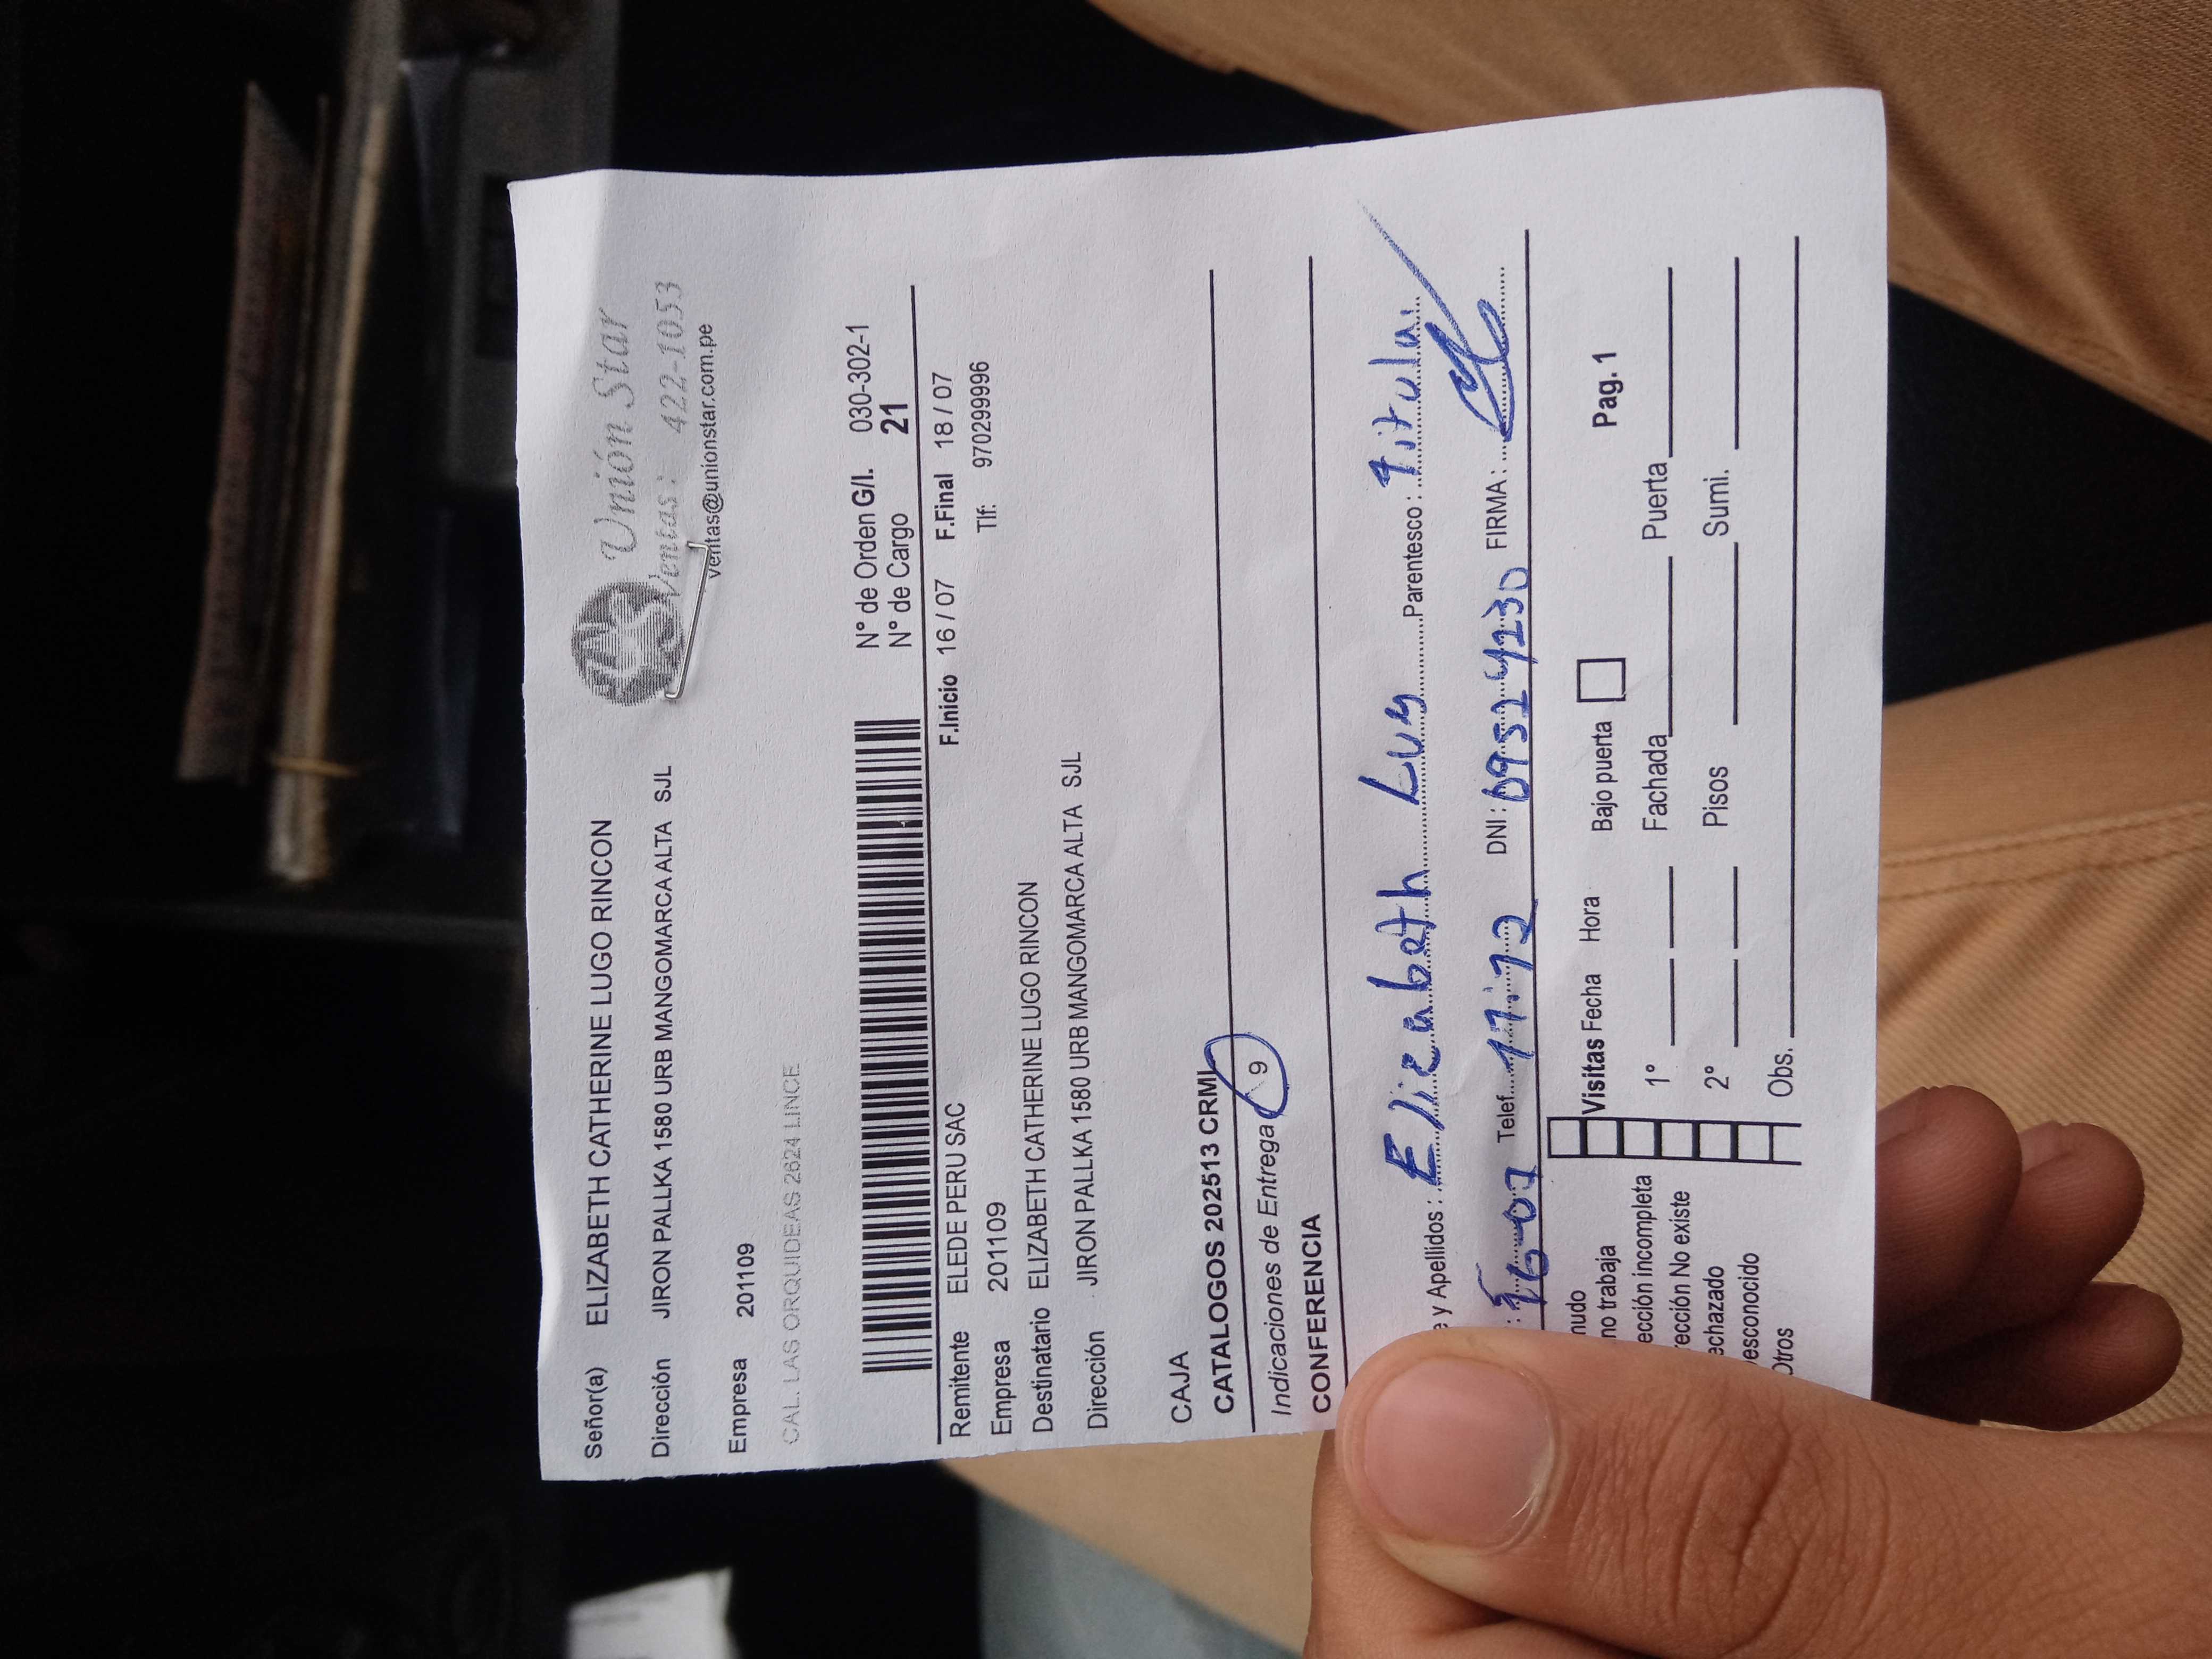 Señor(a) ELIZABETH CATHERINE LUGO RINCON
Unión Star
Dirección JIRON PALLKA 1580 URB MANGOMARCA ALTA SJL
Ventas: 422-1053
ventas@unionstar.com.pe
Empresa 201109
CAL. LAS ORQUIDEAS 2624 LINCE
N° de Orden G/I. 030-302-1
N° de Cargo 21
Remitente ELEDE PERU SAC F.Inicio 16 / 07 F.Final 18 / 07
Empresa 201109 Tlf: 970299996
Destinatario ELIZABETH CATHERINE LUGO RINCON
Dirección JIRON PALLKA 1580 URB MANGOMARCA ALTA SJL
CAJA
CATALOGOS 202513 CRMI
Indicaciones de Entrega 9
CONFERENCIA
e y Apellidos : Elizabeth Lug Parentesco : Titular
: 16-07 Telef. 17:12 DNI : 09524230 FIRMA :
nudo Visitas Fecha Hora Bajo puerta Pag. 1
no trabaja
ección incompleta 1° Fachada Puerta
rección No existe
echazado 2° Pisos Sumi.
esconocido
Otros Obs.